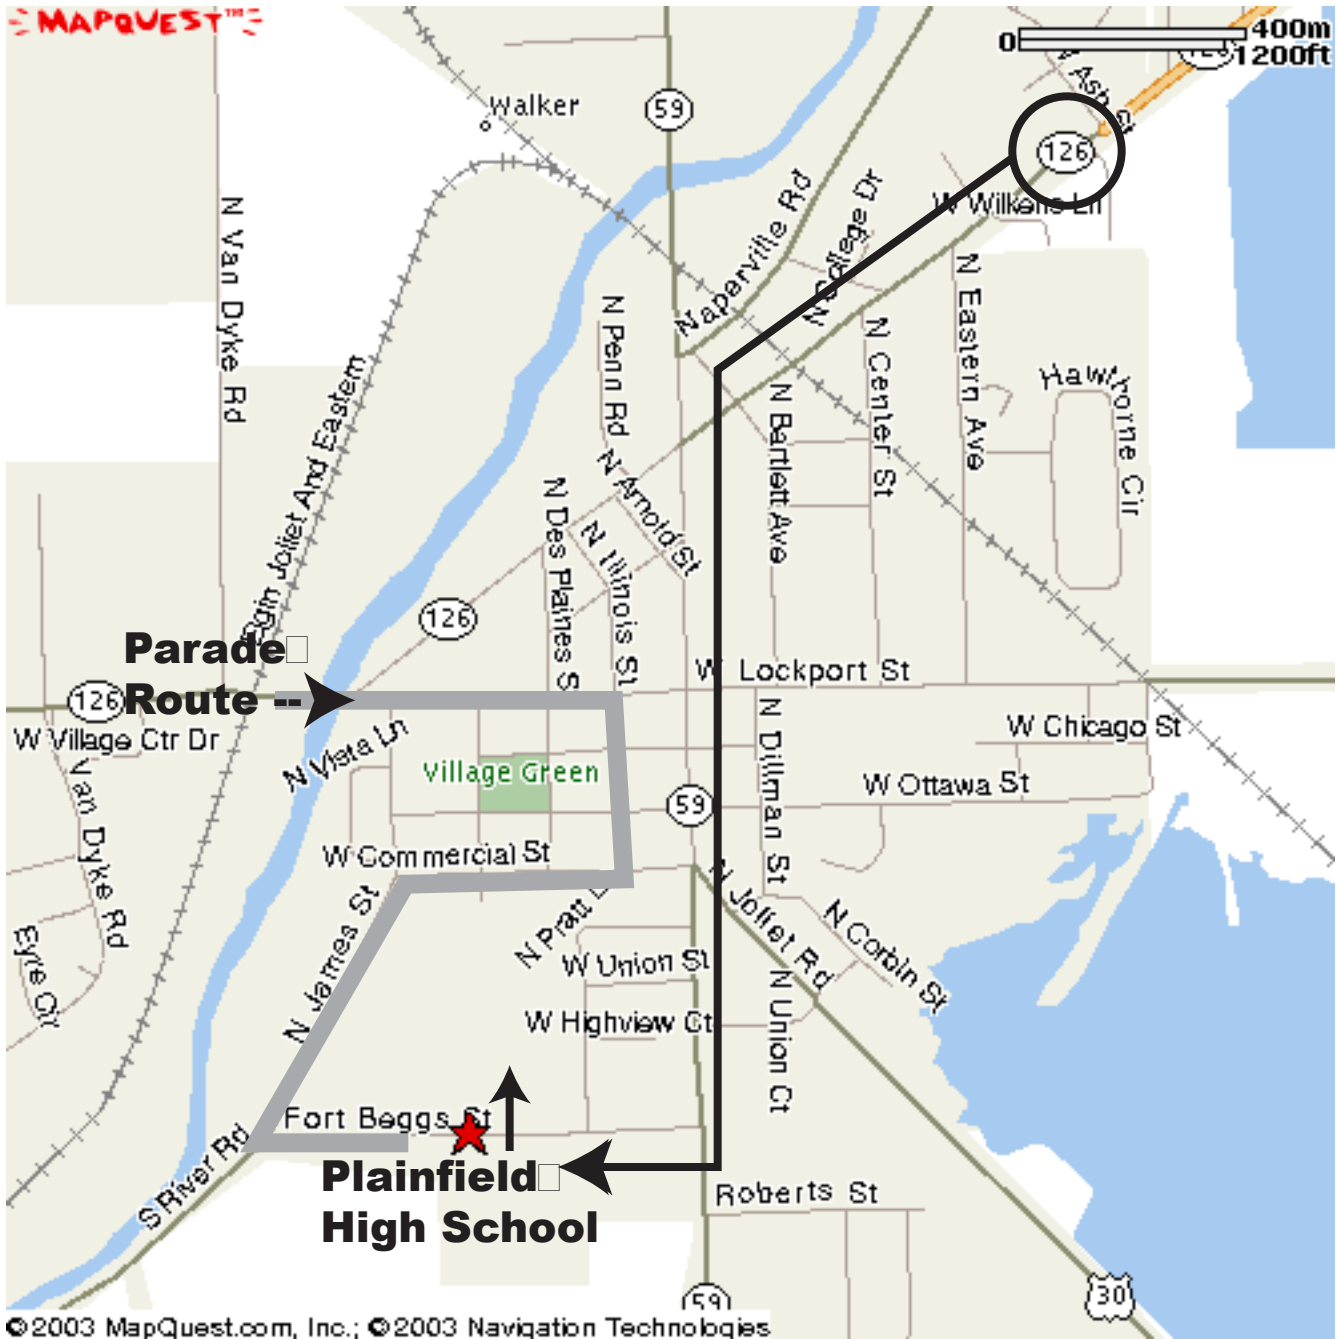 MAPQUEST™
0
400m
1200ft
W Ash St
Walker
59
126
W Wilkens Ln
N Van Dyke Rd
Naperville Rd
N College Dr
N Eastern Ave
N Penn Rd
N Center St
Hawthorne Cir
N Bartlett Ave
Elgin Joliet And Eastern
N Arnold St
N Des Plaines S
N Illinois St
126
Parade
Route --
W Lockport St
126
W Village Ctr Dr
N Vista Ln
N Dillman St
W Chicago St
Village Green
W Ottawa St
59
Van Dyke Rd
W Commercial St
N James St
N Pratt
N Joliet Rd
N Corbin St
Eyre Cir
W Union St
N Union Ct
W Highview Ct
Fort Beggs St
S River Rd
Plainfield
High School
Roberts St
30
59
©2003 MapQuest.com, Inc.; ©2003 Navigation Technologies